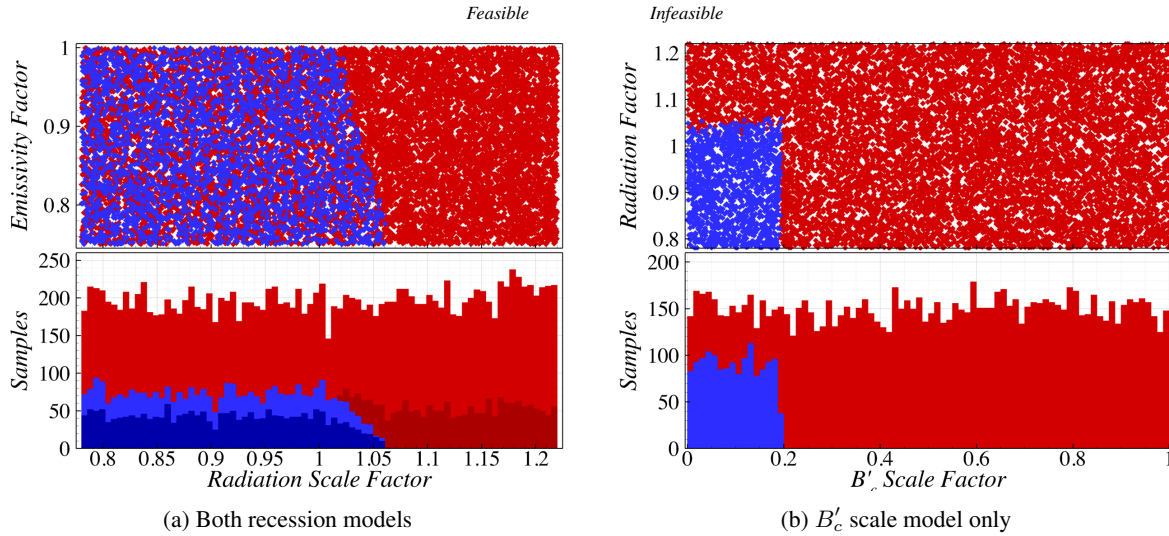 Feasible Infeasible
1
0.9
0.8
Emissivity Factor
250
200
150
100
50
0
Samples
0.8 0.85 0.9 0.95 1 1.05 1.1 1.15 1.2
Radiation Scale Factor
(a) Both recession models
1.2
1.1
1
0.9
0.8
Radiation Factor
200
150
100
50
0
Samples
0 0.2 0.4 0.6 0.8 1
B′c Scale Factor
(b) B′c scale model only